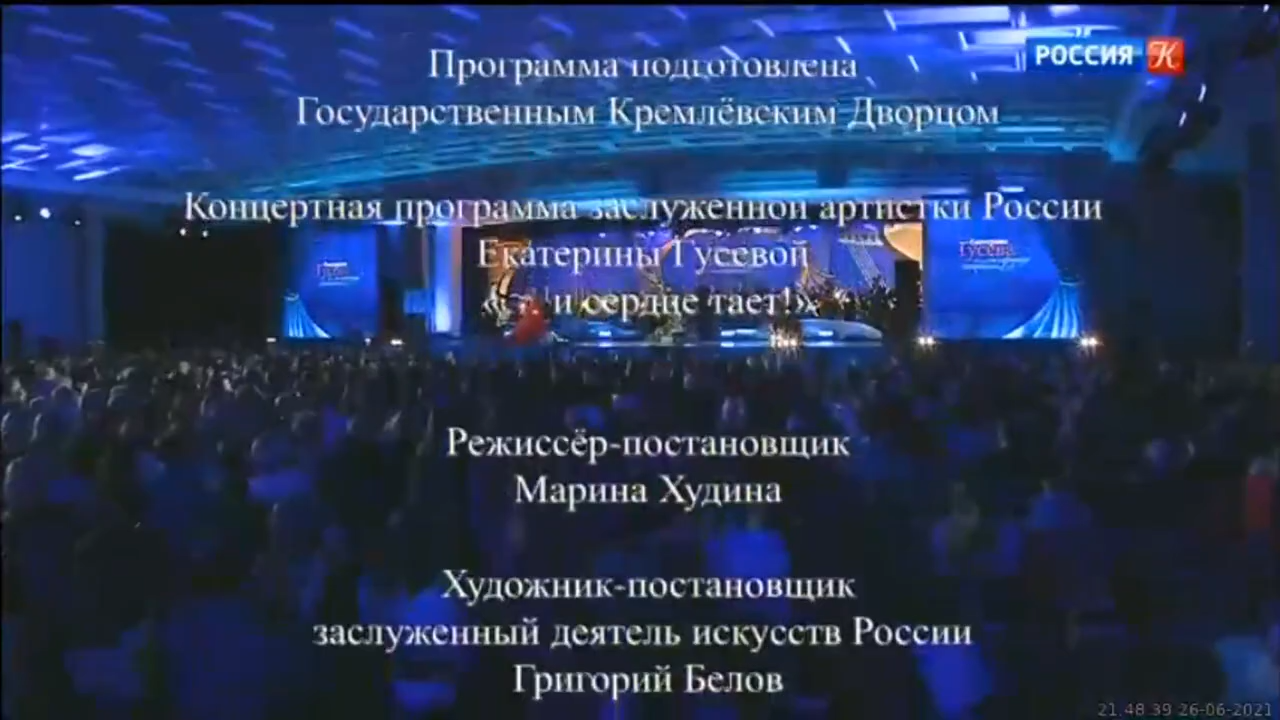 РОССИЯ К
Программа подготовлена
Государственным Кремлёвским Дворцом
Концертная программа заслуженной артистки России
Екатерины Гусевой
и сердце тает!»
Гусева
Режиссёр-постановщик
Марина Худина
Художник-постановщик
заслуженный деятель искусств России
Григорий Белов
21.48.39 26-06-2021